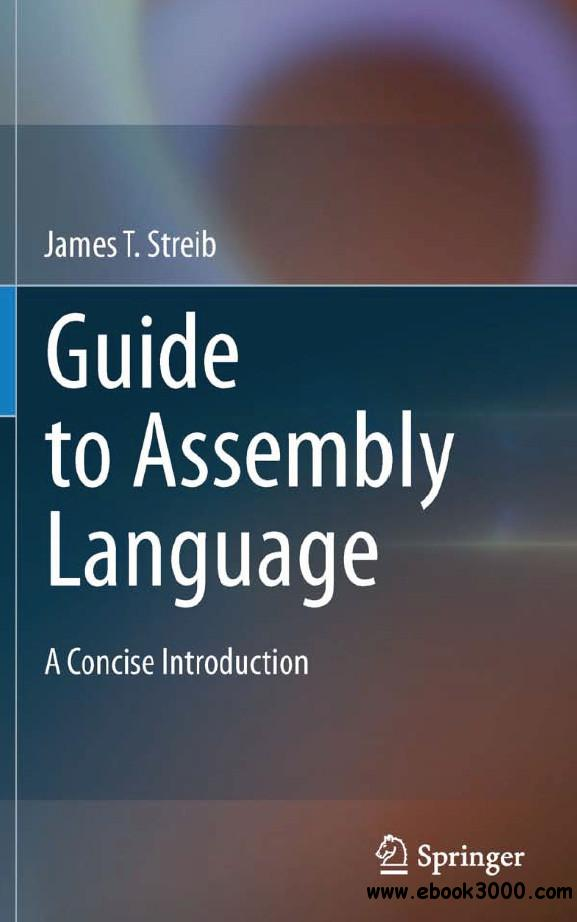 James T. Streib
Guide
to Assembly
Language
A Concise Introduction
Springer
www.ebook3000.com